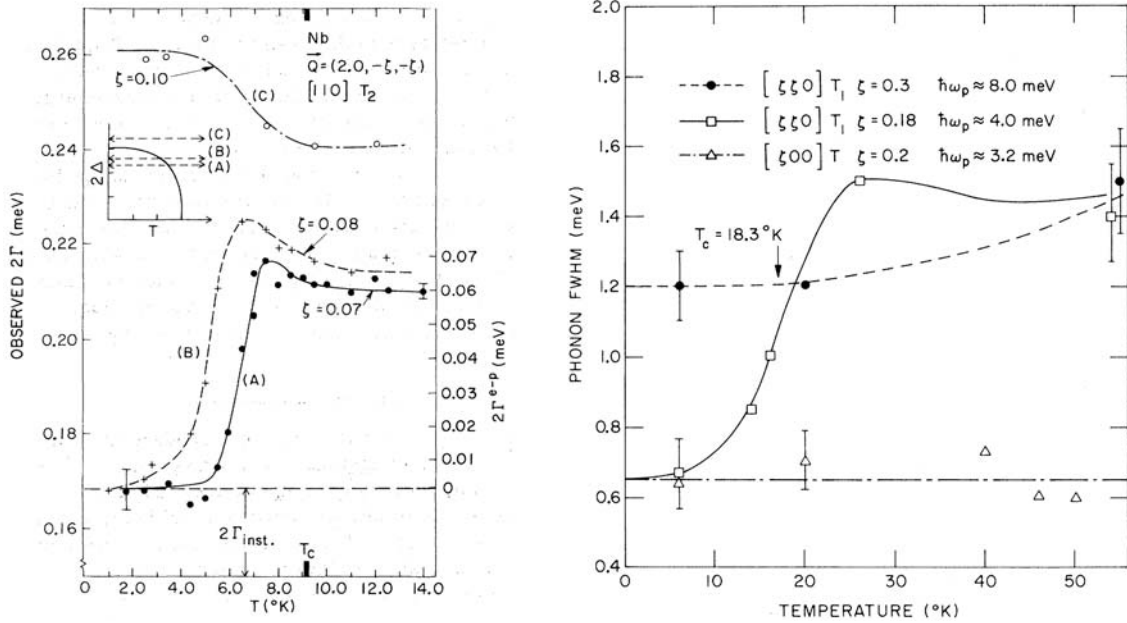 Nb
Q⃗ = (2.0, -ζ, -ζ)
[110] T₂
ζ=0.10
(C)
(C)
(B)
(A)
2Δ
T
ζ=0.08
ζ=0.07
(B)
(A)
2Γinst.
Tc
0.26
0.24
0.22
0.20
0.18
0.16
OBSERVED 2Γ (meV)
0.07
0.06
0.05
0.04
0.03
0.02
0.01
0
2Γᵉ⁻ᵖ (meV)
0 2.0 4.0 6.0 8.0 10.0 12.0 14.0
T(°K)
[ζζ0] T₁ ζ = 0.3 ħωp ≈ 8.0 meV
[ζζ0] T₁ ζ = 0.18 ħωp ≈ 4.0 meV
[ζ00] T ζ = 0.2 ħωp ≈ 3.2 meV
Tc = 18.3°K
1.8
1.6
1.4
1.2
1.0
0.8
0.6
0.4
PHONON FWHM (meV)
0 10 20 30 40 50
TEMPERATURE (°K)